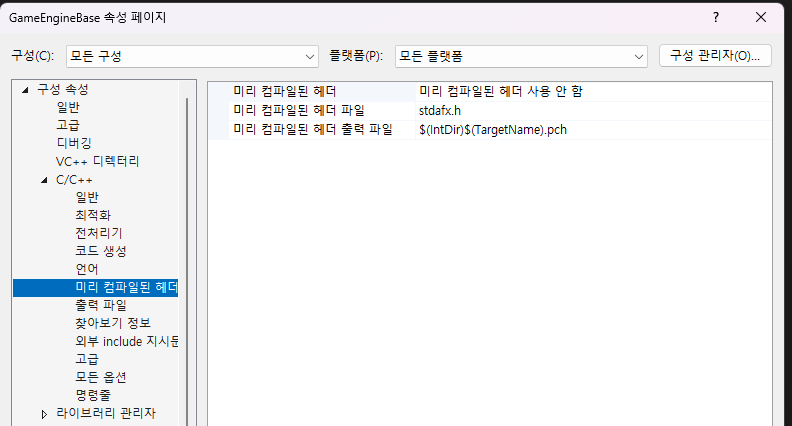 GameEngineBase 속성 페이지
구성(C): 모든 구성 플랫폼(P): 모든 플랫폼 구성 관리자(O)...
구성 속성
일반
고급
디버깅
VC++ 디렉터리
C/C++
일반
최적화
전처리기
코드 생성
언어
미리 컴파일된 헤더
출력 파일
찾아보기 정보
외부 include 지시문
고급
모든 옵션
명령줄
라이브러리 관리자
미리 컴파일된 헤더 미리 컴파일된 헤더 사용 안 함
미리 컴파일된 헤더 파일 stdafx.h
미리 컴파일된 헤더 출력 파일 $(IntDir)$(TargetName).pch